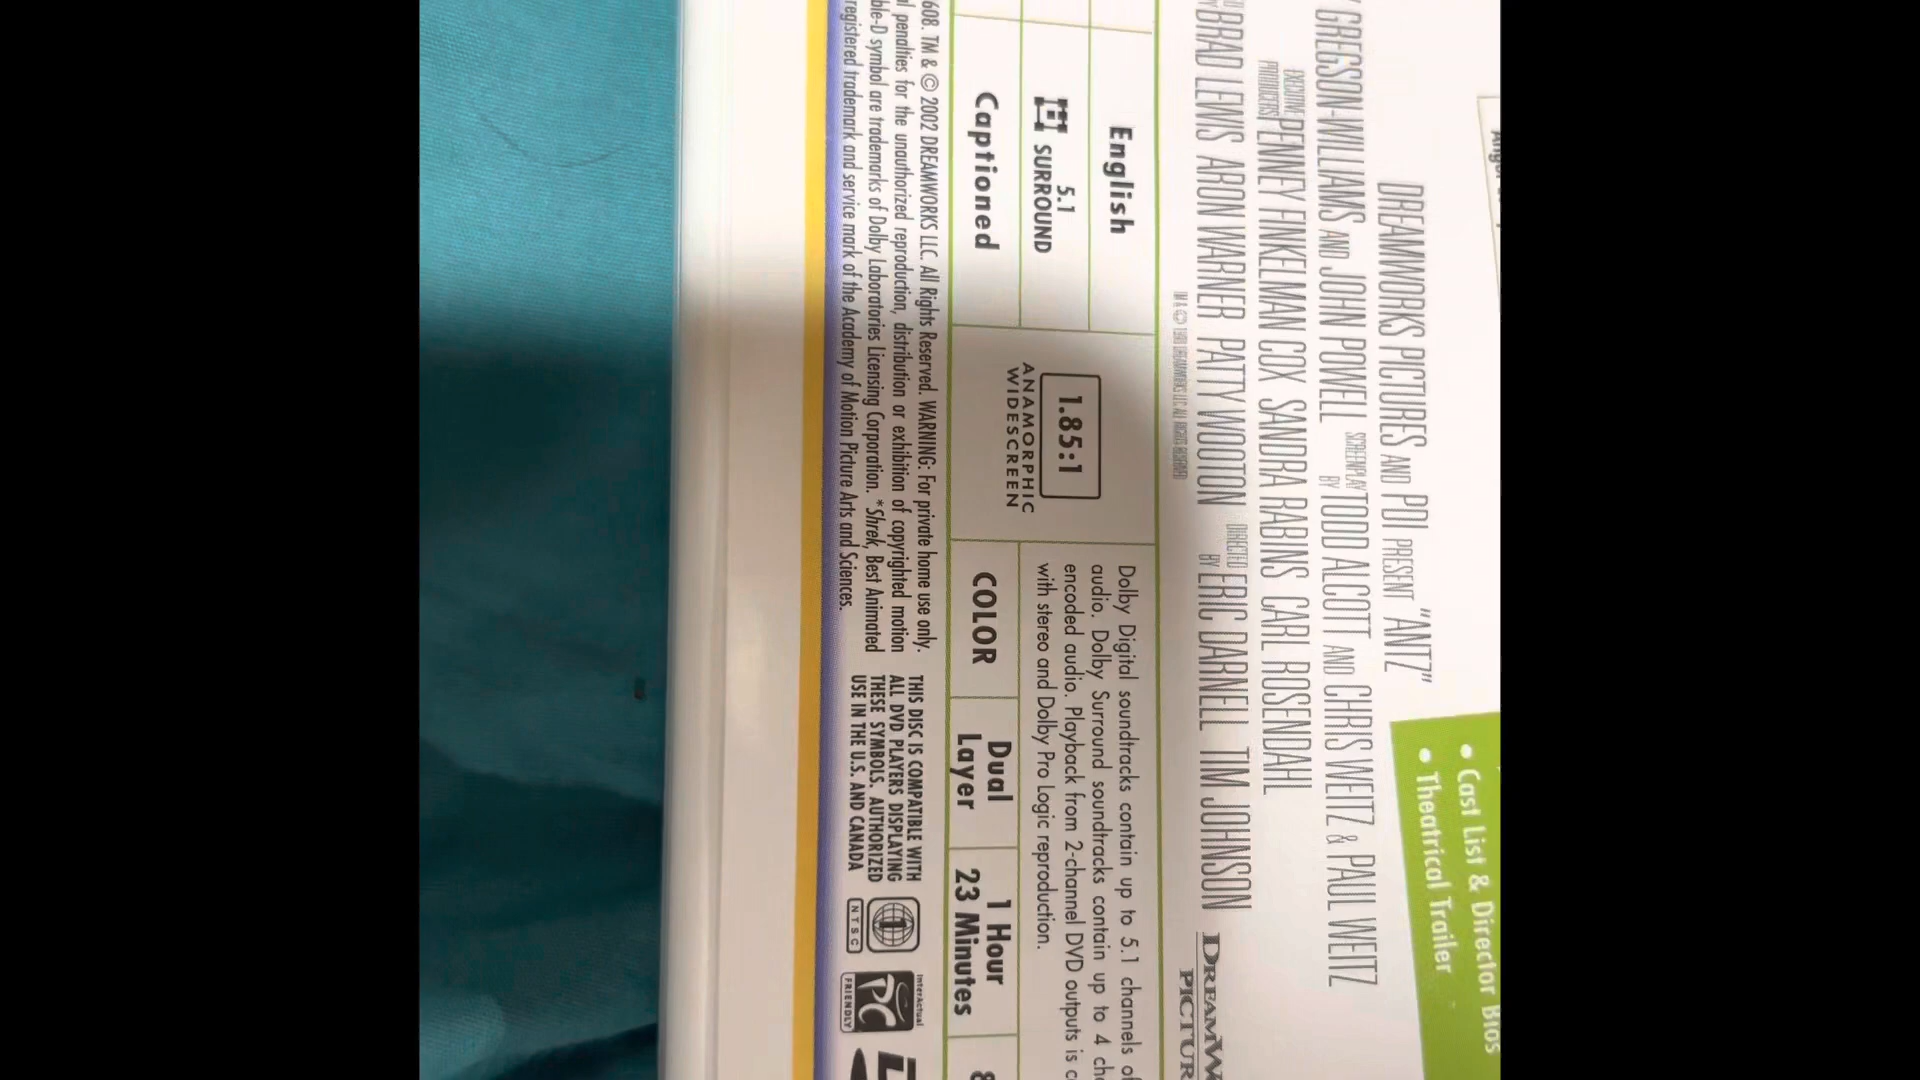 • Cast List & Director Bios
• Theatrical Trailer
DREAMWORKS PICTURES AND PDI PRESENT "ANTZ"
GREGSON-WILLIAMS AND JOHN POWELL SCREENPLAY BY TODD ALCOTT AND CHRIS WEITZ & PAUL WEITZ
EXECUTIVE PRODUCERS PENNEY FINKELMAN COX SANDRA RABINS CARL ROSENDAHL
BRAD LEWIS ARON WARNER PATTY WOOTON DIRECTED BY ERIC DARNELL TIM JOHNSON
DREAMW
PICTUR
English
5.1
SURROUND
Captioned
1.85:1
ANAMORPHIC
WIDESCREEN
Dolby Digital soundtracks contain up to 5.1 channels of
audio. Dolby Surround soundtracks contain up to 4 cha
encoded audio. Playback from 2-channel DVD outputs is c
with stereo and Dolby Pro Logic reproduction.
COLOR
Dual
Layer
1 Hour
23 Minutes
608. TM & © 2002 DREAMWORKS LLC. All Rights Reserved. WARNING: For private home use only.
l penalties for the unauthorized reproduction, distribution or exhibition of copyrighted motion
ble-D symbol are trademarks of Dolby Laboratories Licensing Corporation. *Shrek, Best Animated
registered trademark and service mark of the Academy of Motion Picture Arts and Sciences.
THIS DISC IS COMPATIBLE WITH
ALL DVD PLAYERS DISPLAYING
THESE SYMBOLS. AUTHORIZED
USE IN THE U.S. AND CANADA
1
NTSC
InterActual
PC
FRIENDLY